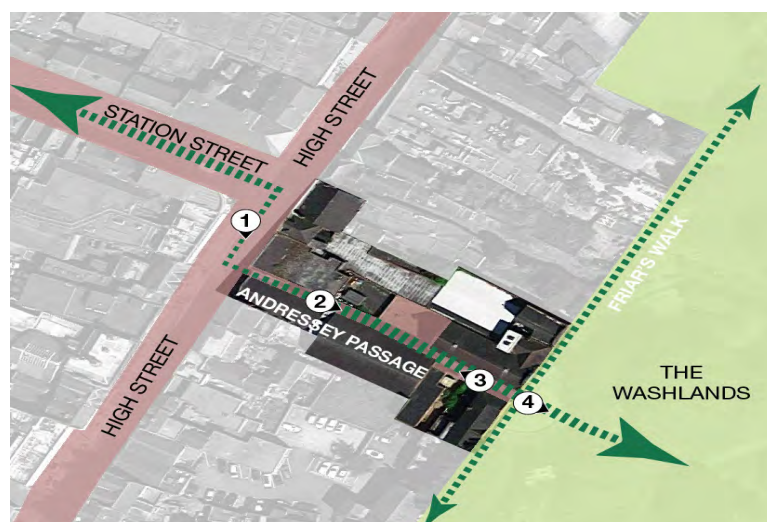 STATION STREET
HIGH STREET
1
2
ANDRESSEY PASSAGE
FRIAR'S WALK
3
4
THE
WASHLANDS
HIGH STREET